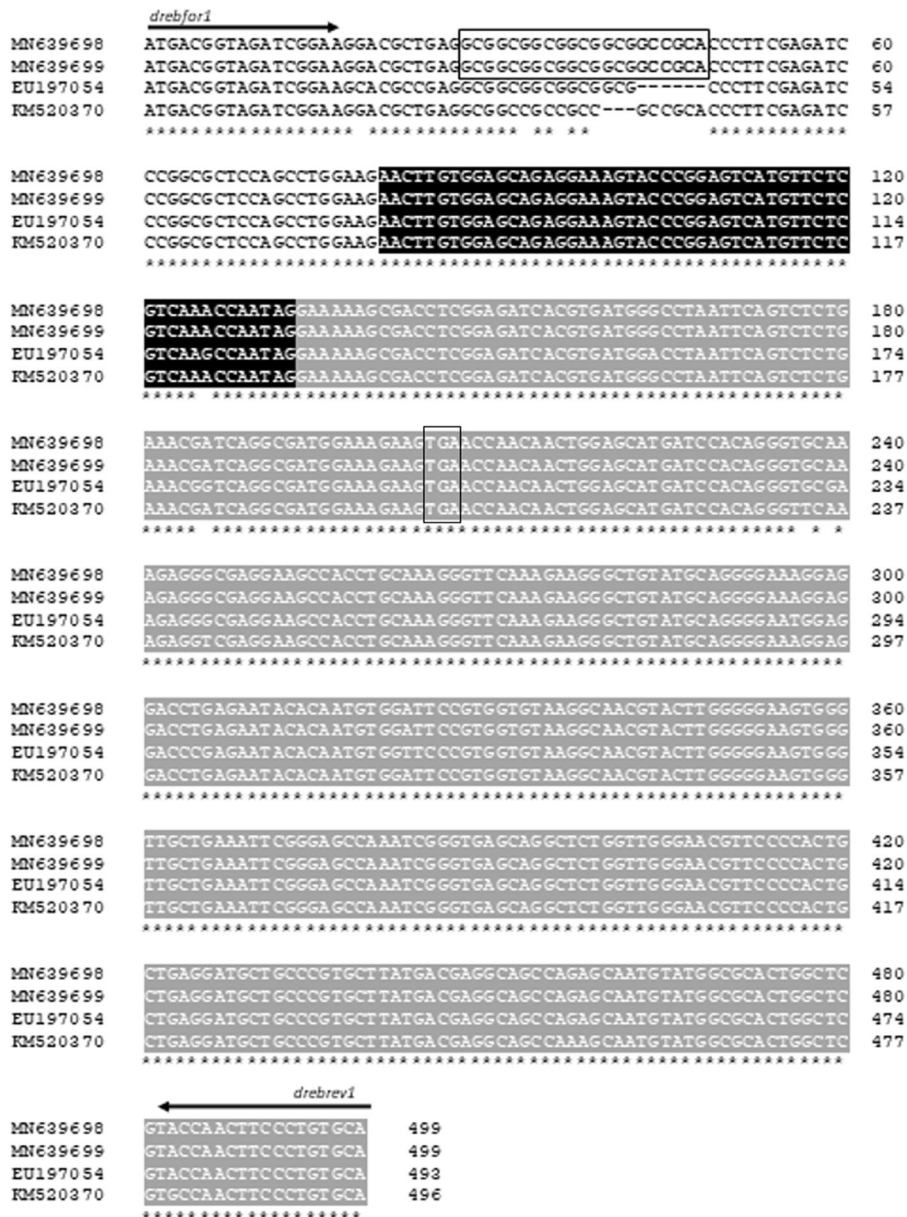 drebfor1
MN639698 ATGACGGTAGATCGGAAGGACGCTGAGGCGGCGGCGGCGGCGGCCGCACCCTTCGAGATC 60
MN639699 ATGACGGTAGATCGGAAGGACGCTGAGGCGGCGGCGGCGGCGGCCGCACCCTTCGAGATC 60
EU197054 ATGACGGTAGATCGGAAGCACGCCGAGGCGGCGGCGGCGGCG------CCCTTCGAGATC 54
KM520370 ATGACGGTAGATCGGAAGGACGCTGAGGCGGCCGCCGCC---GCCGCACCCTTCGAGATC 57
MN639698 CCGGCGCTCCAGCCTGGAAGAACTTGTGGAGCAGAGGAAAGTACCCGGAGTCATGTTCTC 120
MN639699 CCGGCGCTCCAGCCTGGAAGAACTTGTGGAGCAGAGGAAAGTACCCGGAGTCATGTTCTC 120
EU197054 CCGGCGCTCCAGCCTGGAAGAACTTGTGGAGCAGAGGAAAGTACCCGGAGTCATGTTCTC 114
KM520370 CCGGCGCTCCAGCCTGGAAGAACTTGTGGAGCAGAGGAAAGTACCCGGAGTCATGTTCTC 117
MN639698 GTCAAACCAATAGGAAAAAGCGACCTCGGAGATCACGTGATGGGCCTAATTCAGTCTCTG 180
MN639699 GTCAAACCAATAGGAAAAAGCGACCTCGGAGATCACGTGATGGGCCTAATTCAGTCTCTG 180
EU197054 GTCAAGCCAATAGGAAAAAGCGACCTCGGAGATCACGTGATGGACCTAATTCAGTCTCTG 174
KM520370 GTCAAACCAATAGGAAAAAGCGACCTCGGAGATCACGTGATGGGCCTAATTCAGTCTCTG 177
MN639698 AAACGATCAGGCGATGGAAAGAAGTGAACCAACAACTGGAGCATGATCCACAGGGTGCAA 240
MN639699 AAACGATCAGGCGATGGAAAGAAGTGAACCAACAACTGGAGCATGATCCACAGGGTGCAA 240
EU197054 AAACGGTCAGGCGATGGAAAGAAGTGAACCAACAACTGGAGCATGATCCACAGGGTGCGA 234
KM520370 AAACGATCAGGCGATGGAAAGAAGTGAACCAACAACTGGAGCATGATCCACAGGGTTCAA 237
MN639698 AGAGGGCGAGGAAGCCACCTGCAAAGGGTTCAAAGAAGGGCTGTATGCAGGGGAAAGGAG 300
MN639699 AGAGGGCGAGGAAGCCACCTGCAAAGGGTTCAAAGAAGGGCTGTATGCAGGGGAAAGGAG 300
EU197054 AGAGGGCGAGGAAGCCACCTGCAAAGGGTTCAAAGAAGGGCTGTATGCAGGGGAATGGAG 294
KM520370 AGAGGTCGAGGAAGCCACCTGCAAAGGGTTCAAAGAAGGGCTGTATGCAGGGGAAAGGAG 297
MN639698 GACCTGAGAATACACAATGTGGATTCCGTGGTGTAAGGCAACGTACTTGGGGGAAGTGGG 360
MN639699 GACCTGAGAATACACAATGTGGATTCCGTGGTGTAAGGCAACGTACTTGGGGGAAGTGGG 360
EU197054 GACCCGAGAATACACAATGTGGTTCCCGTGGTGTAAGGCAACGTACTTGGGGGAAGTGGG 354
KM520370 GACCTGAGAATACACAATGTGGATTCCGTGGTGTAAGGCAACGTACTTGGGGGAAGTGGG 357
MN639698 TTGCTGAAATTCGGGAGCCAAATCGGGTGAGCAGGCTCTGGTTGGGAACGTTCCCCACTG 420
MN639699 TTGCTGAAATTCGGGAGCCAAATCGGGTGAGCAGGCTCTGGTTGGGAACGTTCCCCACTG 420
EU197054 TTGCTGAAATTCGGGAGCCAAATCGGGTGAGCAGGCTCTGGTTGGGAACGTTCCCCACTG 414
KM520370 TTGCTGAAATTCGGGAGCCAAATCGGGTGAGCAGGCTCTGGTTGGGAACGTTCCCCACTG 417
MN639698 CTGAGGATGCTGCCCGTGCTTATGACGAGGCAGCCAGAGCAATGTATGGCGCACTGGCTC 480
MN639699 CTGAGGATGCTGCCCGTGCTTATGACGAGGCAGCCAGAGCAATGTATGGCGCACTGGCTC 480
EU197054 CTGAGGATGCTGCCCGTGCTTATGACGAGGCAGCCAGAGCAATGTATGGCGCACTGGCTC 474
KM520370 CTGAGGATGCTGCCCGTGCTTATGACGAGGCAGCCAAAGCAATGTATGGCGCACTGGCTC 477
drebrev1
MN639698 GTACCAACTTCCCTGTGCA 499
MN639699 GTACCAACTTCCCTGTGCA 499
EU197054 GTACCAACTTCCCTGTGCA 493
KM520370 GTGCCAACTTCCCTGTGCA 496